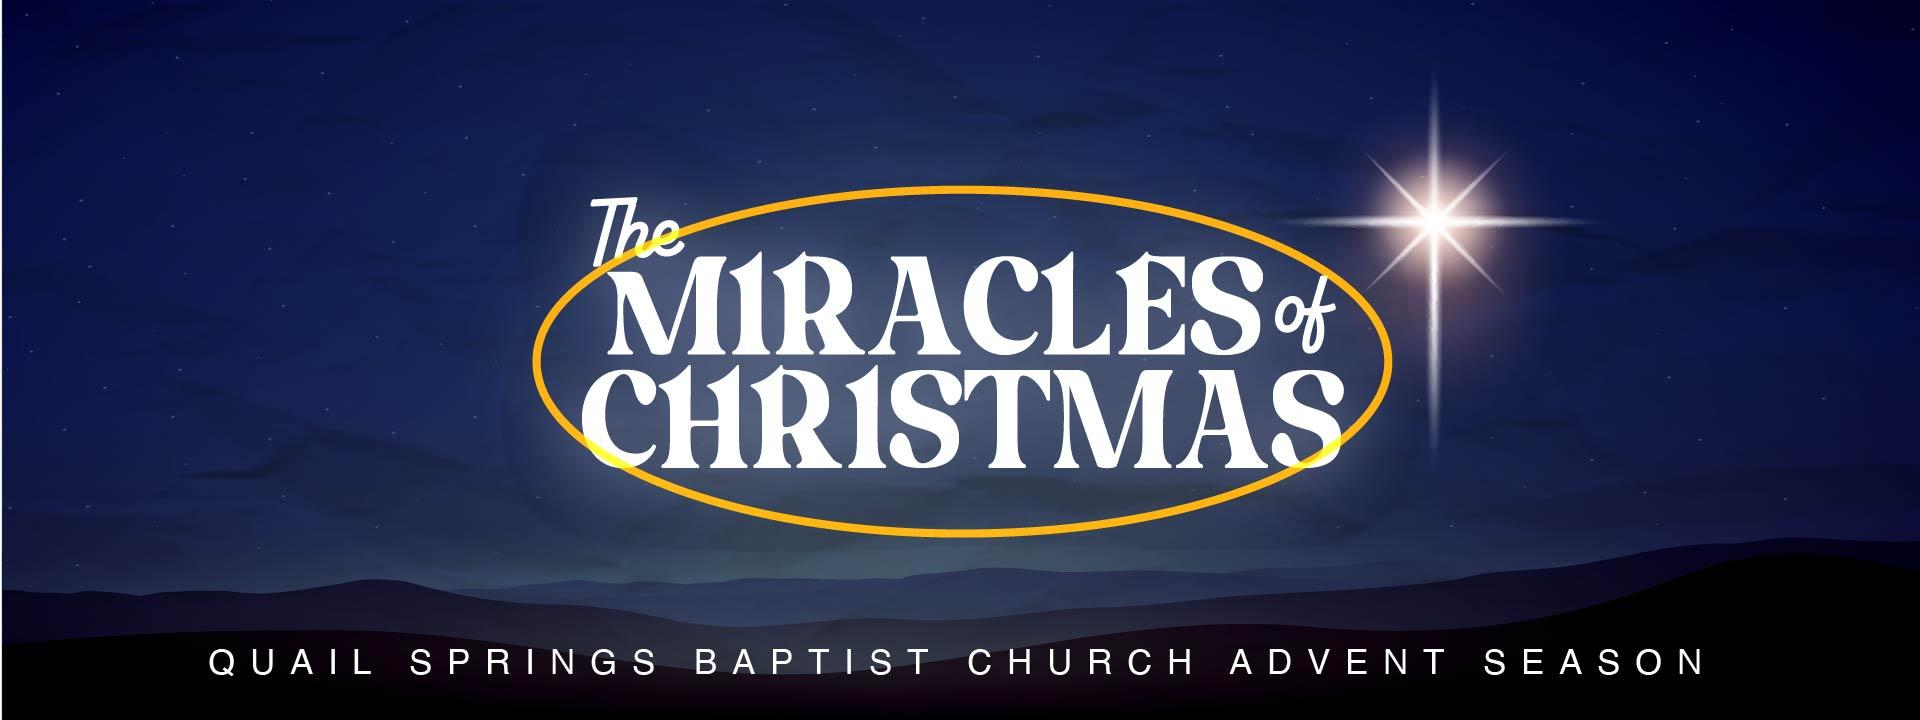 The
MIRACLES of
CHRISTMAS
QUAIL SPRINGS BAPTIST CHURCH ADVENT SEASON